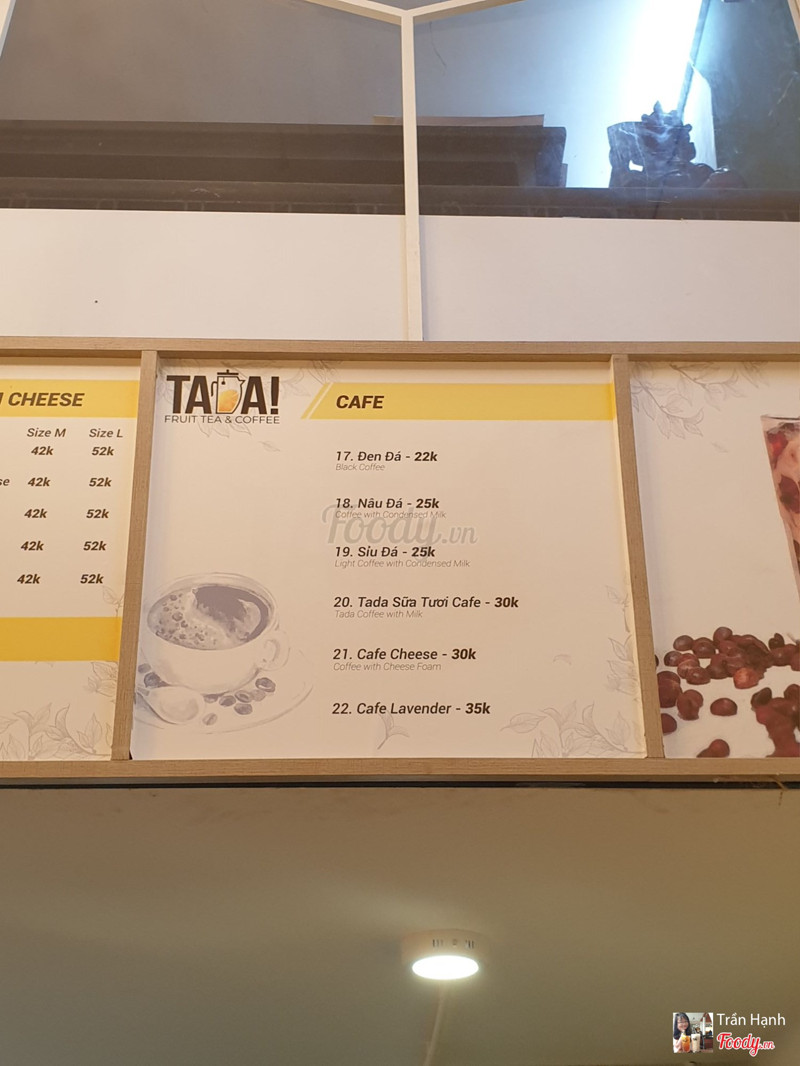 CHEESE
Size M Size L
42k 52k
se 42k 52k
42k 52k
42k 52k
42k 52k
TADA!
FRUIT TEA & COFFEE
CAFE
17. Đen Đá - 22k
Black Coffee
18. Nâu Đá - 25k
Coffee with Condensed Milk
Foody.vn
19. Sỉu Đá - 25k
Light Coffee with Condensed Milk
20. Tada Sữa Tươi Cafe - 30k
Tada Coffee with Milk
21. Cafe Cheese - 30k
Coffee with Cheese Foam
22. Cafe Lavender - 35k
Trần Hạnh
Foody.vn